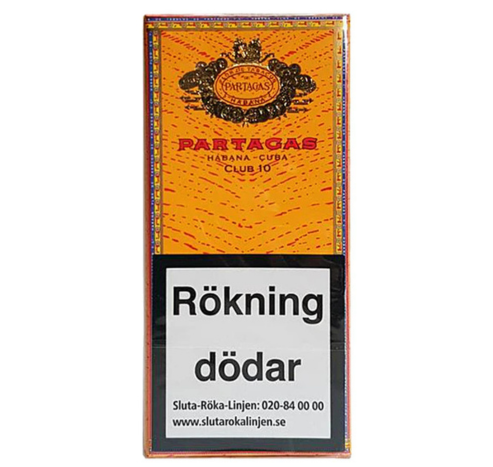 PARTAGAS
HABANA
PARTAGAS
HABANA - CUBA
CLUB 10
Rökning
dödar
Sluta-Röka-Linjen: 020-84 00 00
www.slutarokalinjen.se